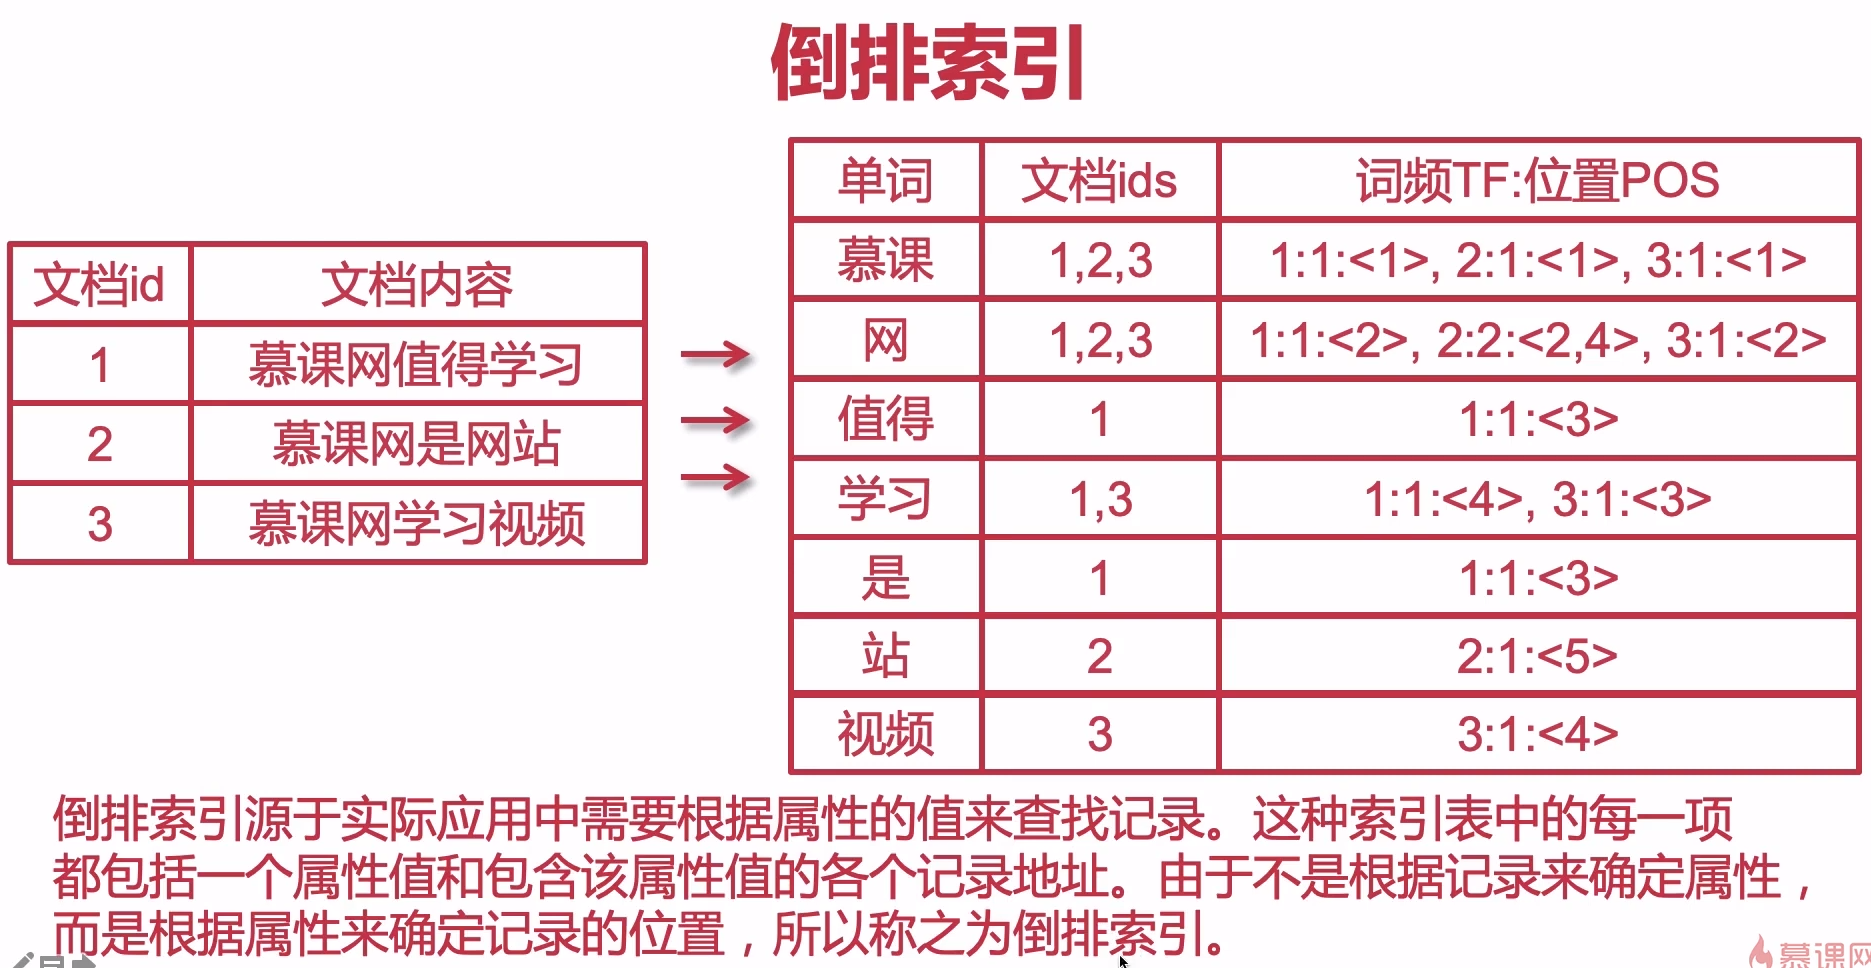 倒排索引
文档id 文档内容
1 慕课网值得学习
2 慕课网是网站
3 慕课网学习视频
单词 文档ids 词频TF:位置POS
慕课 1,2,3 1:1:<1>, 2:1:<1>, 3:1:<1>
网 1,2,3 1:1:<2>, 2:2:<2,4>, 3:1:<2>
值得 1 1:1:<3>
学习 1,3 1:1:<4>, 3:1:<3>
是 1 1:1:<3>
站 2 2:1:<5>
视频 3 3:1:<4>
倒排索引源于实际应用中需要根据属性的值来查找记录。这种索引表中的每一项
都包括一个属性值和包含该属性值的各个记录地址。由于不是根据记录来确定属性，
而是根据属性来确定记录的位置，所以称之为倒排索引。
慕课网